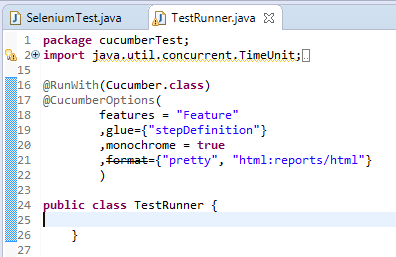 SeleniumTest.java TestRunner.java
1 package cucumberTest;
2 import java.util.concurrent.TimeUnit;
15
16 @RunWith(Cucumber.class)
17 @CucumberOptions(
18 features = "Feature"
19 ,glue={"stepDefinition"}
20 ,monochrome = true
21 ,format={"pretty", "html:reports/html"}
22 )
23
24 public class TestRunner {
25
26 }
27